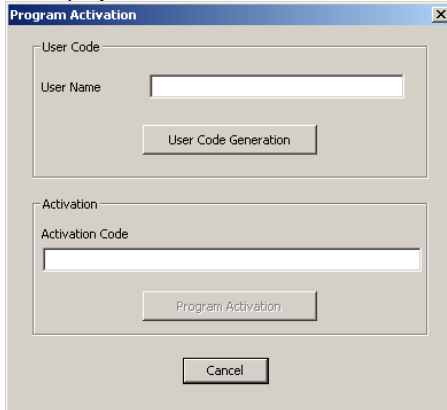 Program Activation
User Code
User Name
User Code Generation
Activation
Activation Code
Program Activation
Cancel